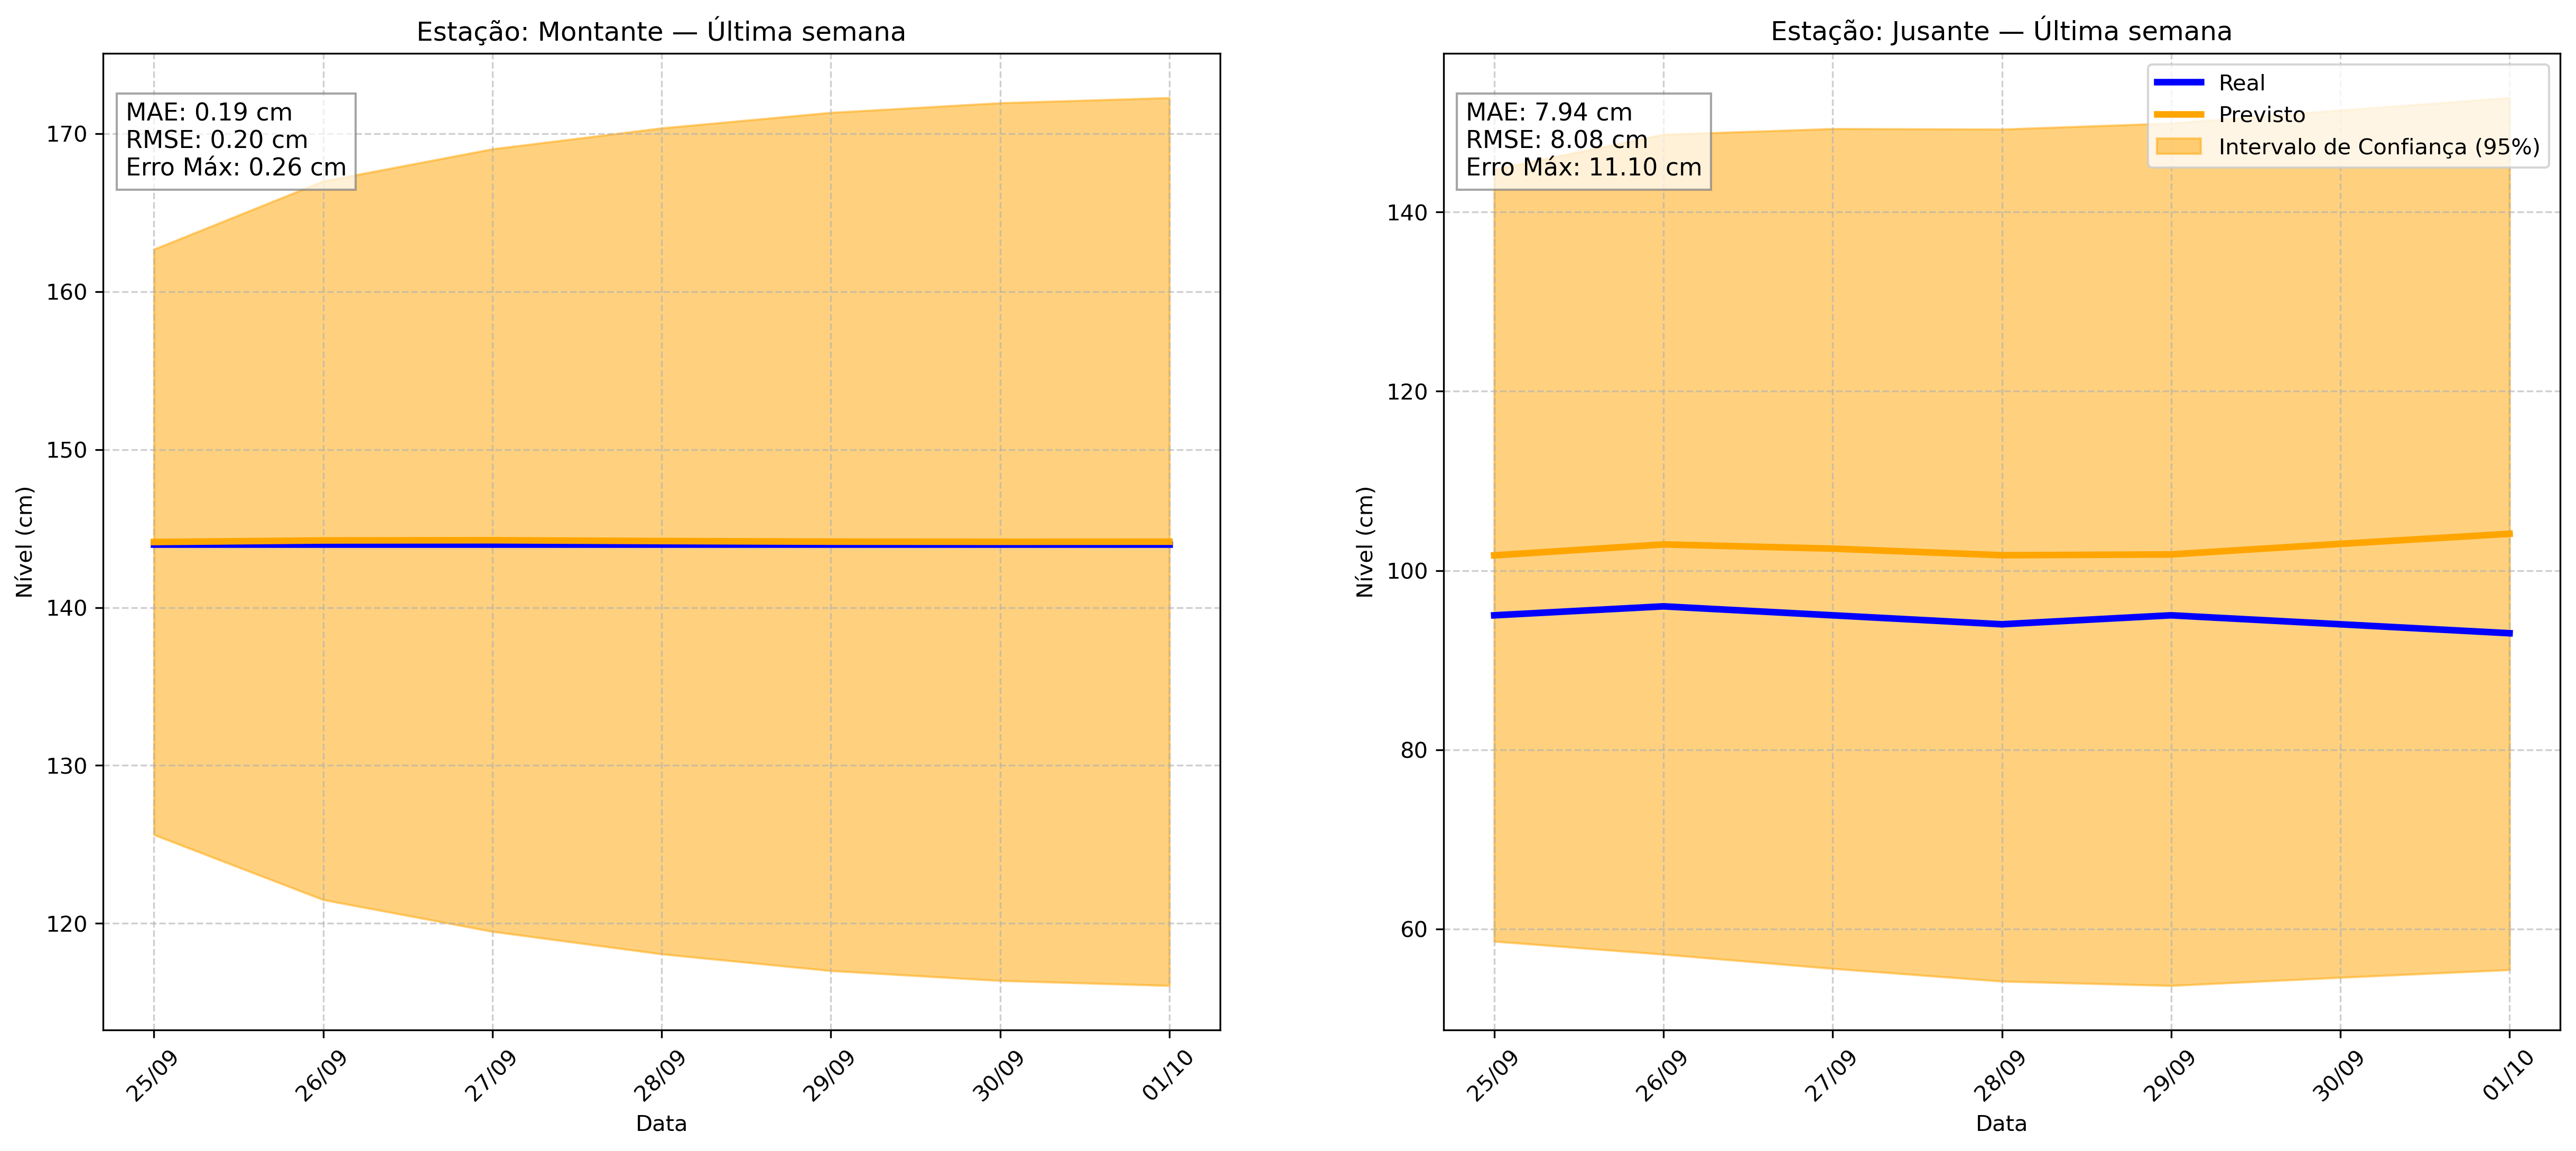 Estação: Montante — Última semana
MAE: 0.19 cm
RMSE: 0.20 cm
Erro Máx: 0.26 cm
170
160
150
140
130
120
Nível (cm)
25/09
26/09
27/09
28/09
29/09
30/09
01/10
Data
Estação: Jusante — Última semana
MAE: 7.94 cm
RMSE: 8.08 cm
Erro Máx: 11.10 cm
Real
Previsto
Intervalo de Confiança (95%)
140
120
100
80
60
Nível (cm)
25/09
26/09
27/09
28/09
29/09
30/09
01/10
Data